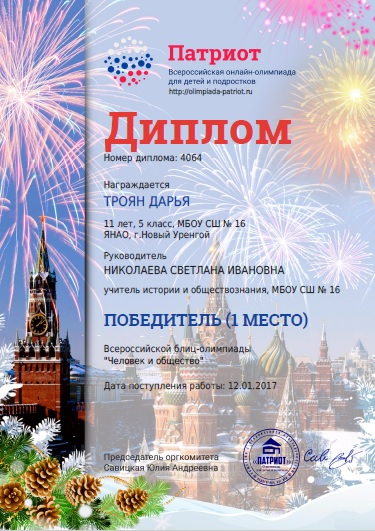 Патриот
Всероссийская онлайн-олимпиада
для детей и подростков
http://olimpiada-patriot.ru
Диплом
Номер диплома: 4064
Награждается
ТРОЯН ДАРЬЯ
11 лет, 5 класс, МБОУ СШ № 16
ЯНАО, г.Новый Уренгой
Руководитель
НИКОЛАЕВА СВЕТЛАНА ИВАНОВНА
учитель истории и обществознания, МБОУ СШ № 16
ПОБЕДИТЕЛЬ (1 МЕСТО)
Всероссийской блиц-олимпиады
"Человек и общество"
Дата поступления работы: 12.01.2017
Председатель оргкомитета
Савицкая Юлия Андреевна
"ПАТРИОТ"